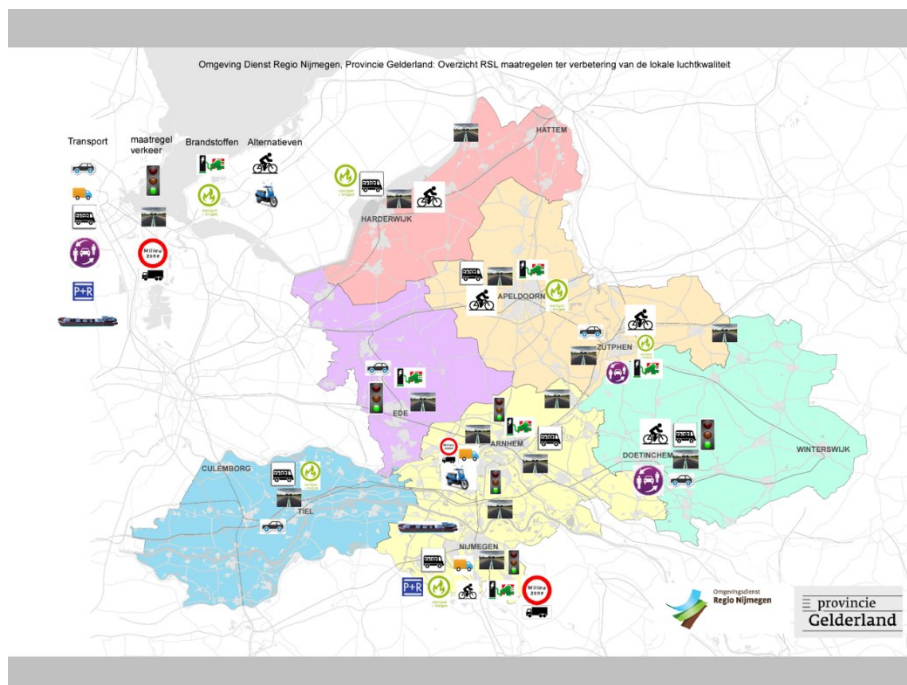 Omgeving Dienst Regio Nijmegen, Provincie Gelderland: Overzicht RSL maatregelen ter verbetering van de lokale luchtkwaliteit
Transport
maatregel
verkeer
Brandstoffen
Alternatieven
Milieu
zone
P+R
HATTEM
HARDERWIJK
APELDOORN
ZUTPHEN
EDE
ARNHEM
DOETINCHEM
WINTERSWIJK
CULEMBORG
TIEL
NIJMEGEN
P+R
Milieu
zone
Omgevingsdienst
Regio Nijmegen
provincie
Gelderland